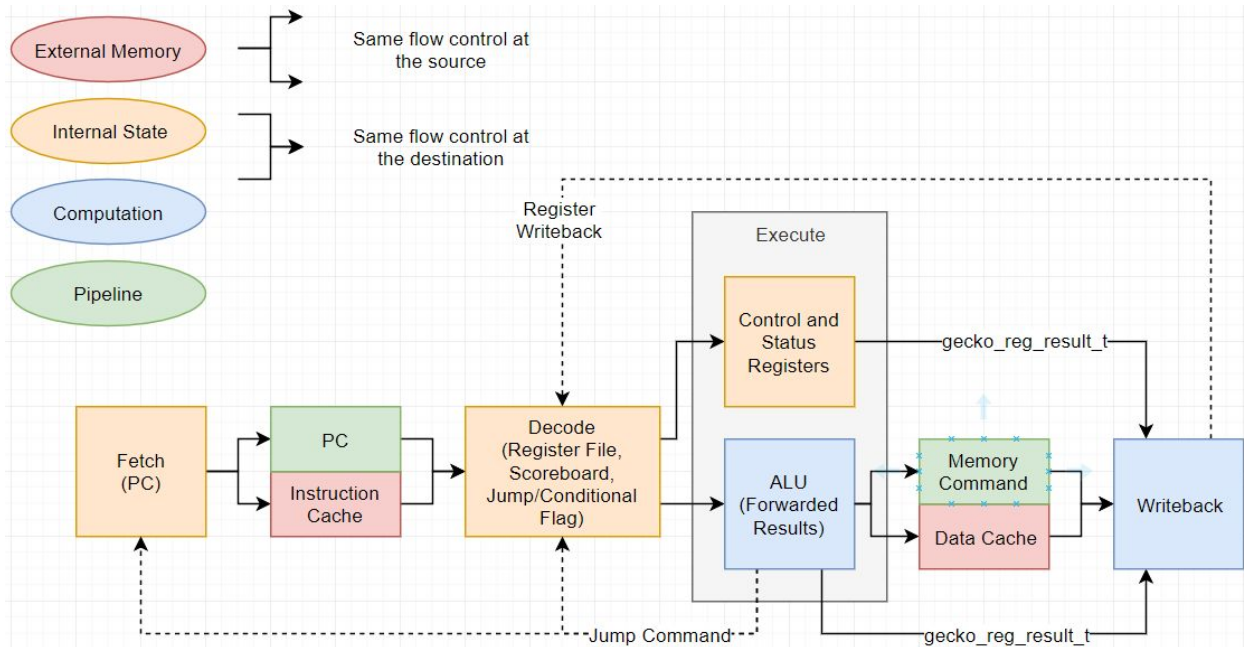 External Memory
Same flow control at
the source
Internal State
Same flow control at
the destination
Computation
Pipeline
Register
Writeback
Execute
Control and
Status
Registers
gecko_reg_result_t
Fetch
(PC)
PC
Instruction
Cache
Decode
(Register File,
Scoreboard,
Jump/Conditional
Flag)
ALU
(Forwarded
Results)
Memory
Command
Data Cache
Writeback
Jump Command
gecko_reg_result_t